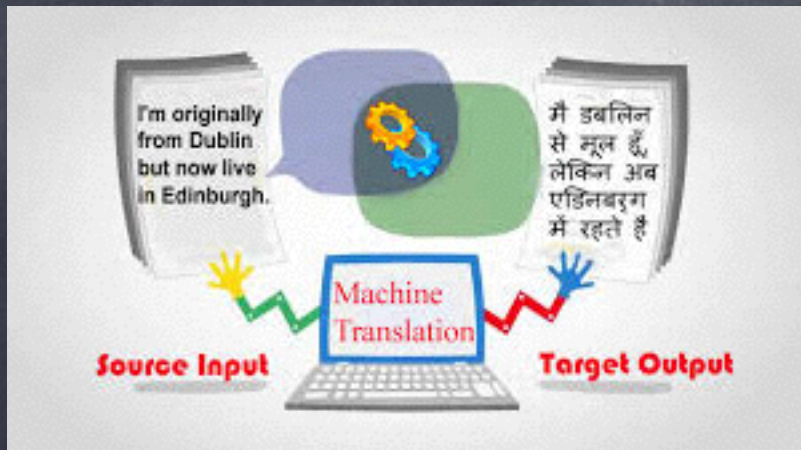 I'm originally
from Dublin
but now live
in Edinburgh.
मै डबलिन
से मूल हूँ,
लेकिन अब
एडिनबर्ग
में रहते है
Machine
Translation
Source Input
Target Output